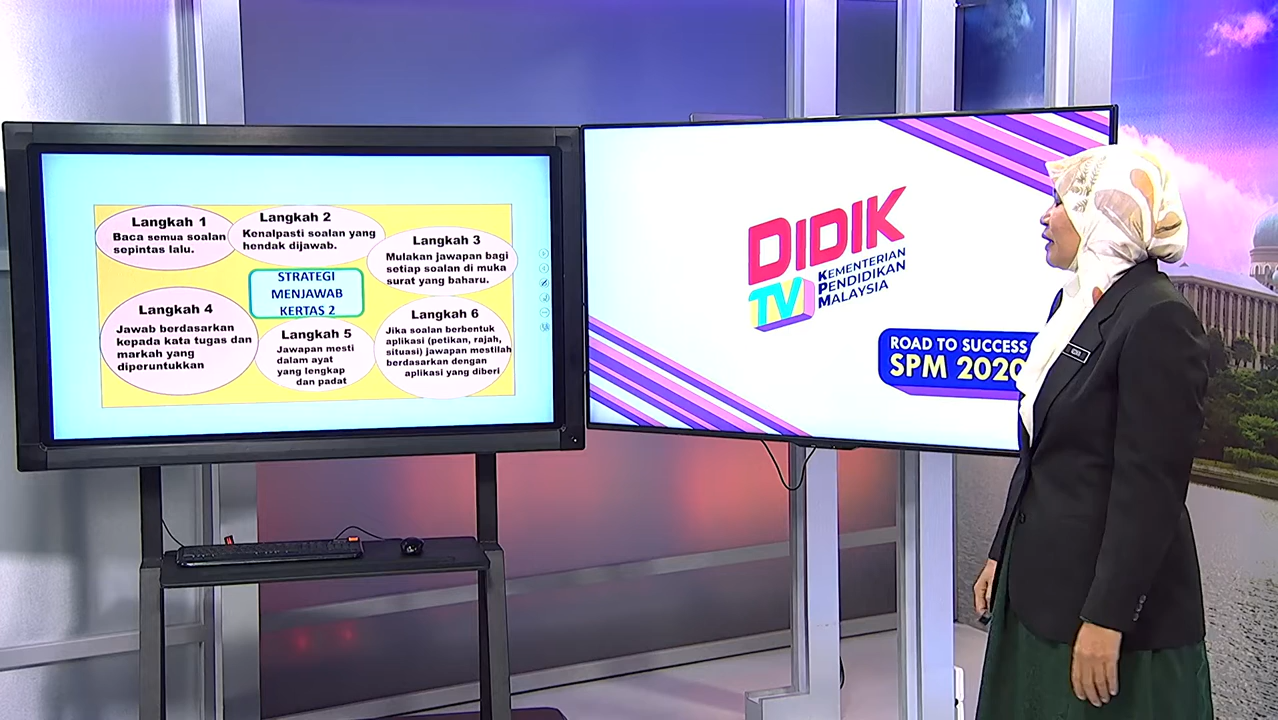 Langkah 1
Baca semua soalan
sepintas lalu.
Langkah 2
Kenalpasti soalan yang
hendak dijawab.
Langkah 3
Mulakan jawapan bagi
setiap soalan di muka
surat yang baharu.
STRATEGI
MENJAWAB
KERTAS 2
Langkah 4
Jawab berdasarkan
kepada kata tugas dan
markah yang
diperuntukkan
Langkah 5
Jawapan mesti
dalam ayat
yang lengkap
dan padat
Langkah 6
Jika soalan berbentuk
aplikasi (petikan, rajah,
situasi) jawapan mestilah
berdasarkan dengan
aplikasi yang diberi
DIDIK
TV
KEMENTERIAN
PENDIDIKAN
MALAYSIA
ROAD TO SUCCESS
SPM 2020